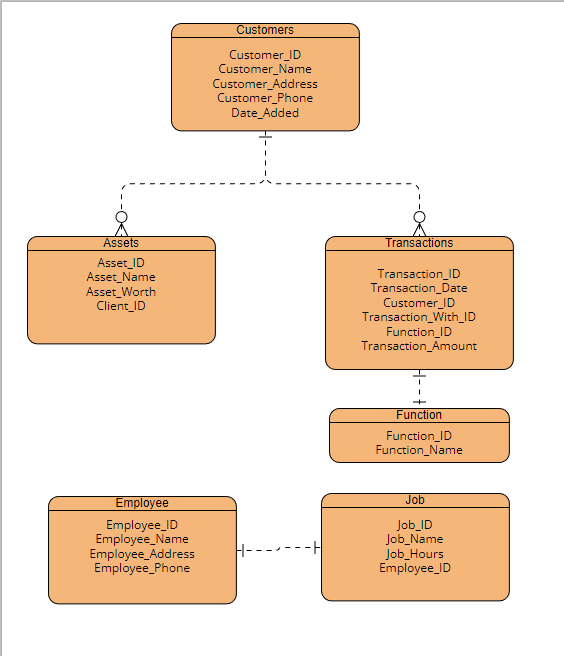 Customers
Customer_ID
Customer_Name
Customer_Address
Customer_Phone
Date_Added
Assets
Asset_ID
Asset_Name
Asset_Worth
Client_ID
Transactions
Transaction_ID
Transaction_Date
Customer_ID
Transaction_With_ID
Function_ID
Transaction_Amount
Function
Function_ID
Function_Name
Employee
Employee_ID
Employee_Name
Employee_Address
Employee_Phone
Job
Job_ID
Job_Name
Job_Hours
Employee_ID